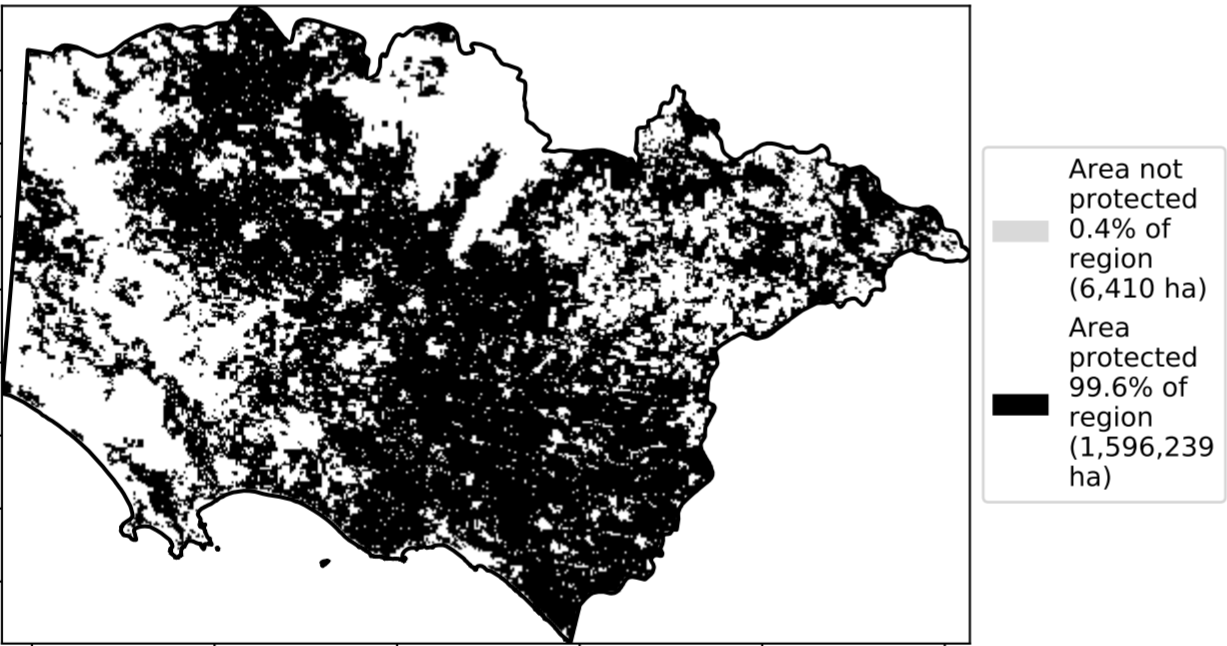 Area not
protected
0.4% of
region
(6,410 ha)
Area
protected
99.6% of
region
(1,596,239
ha)